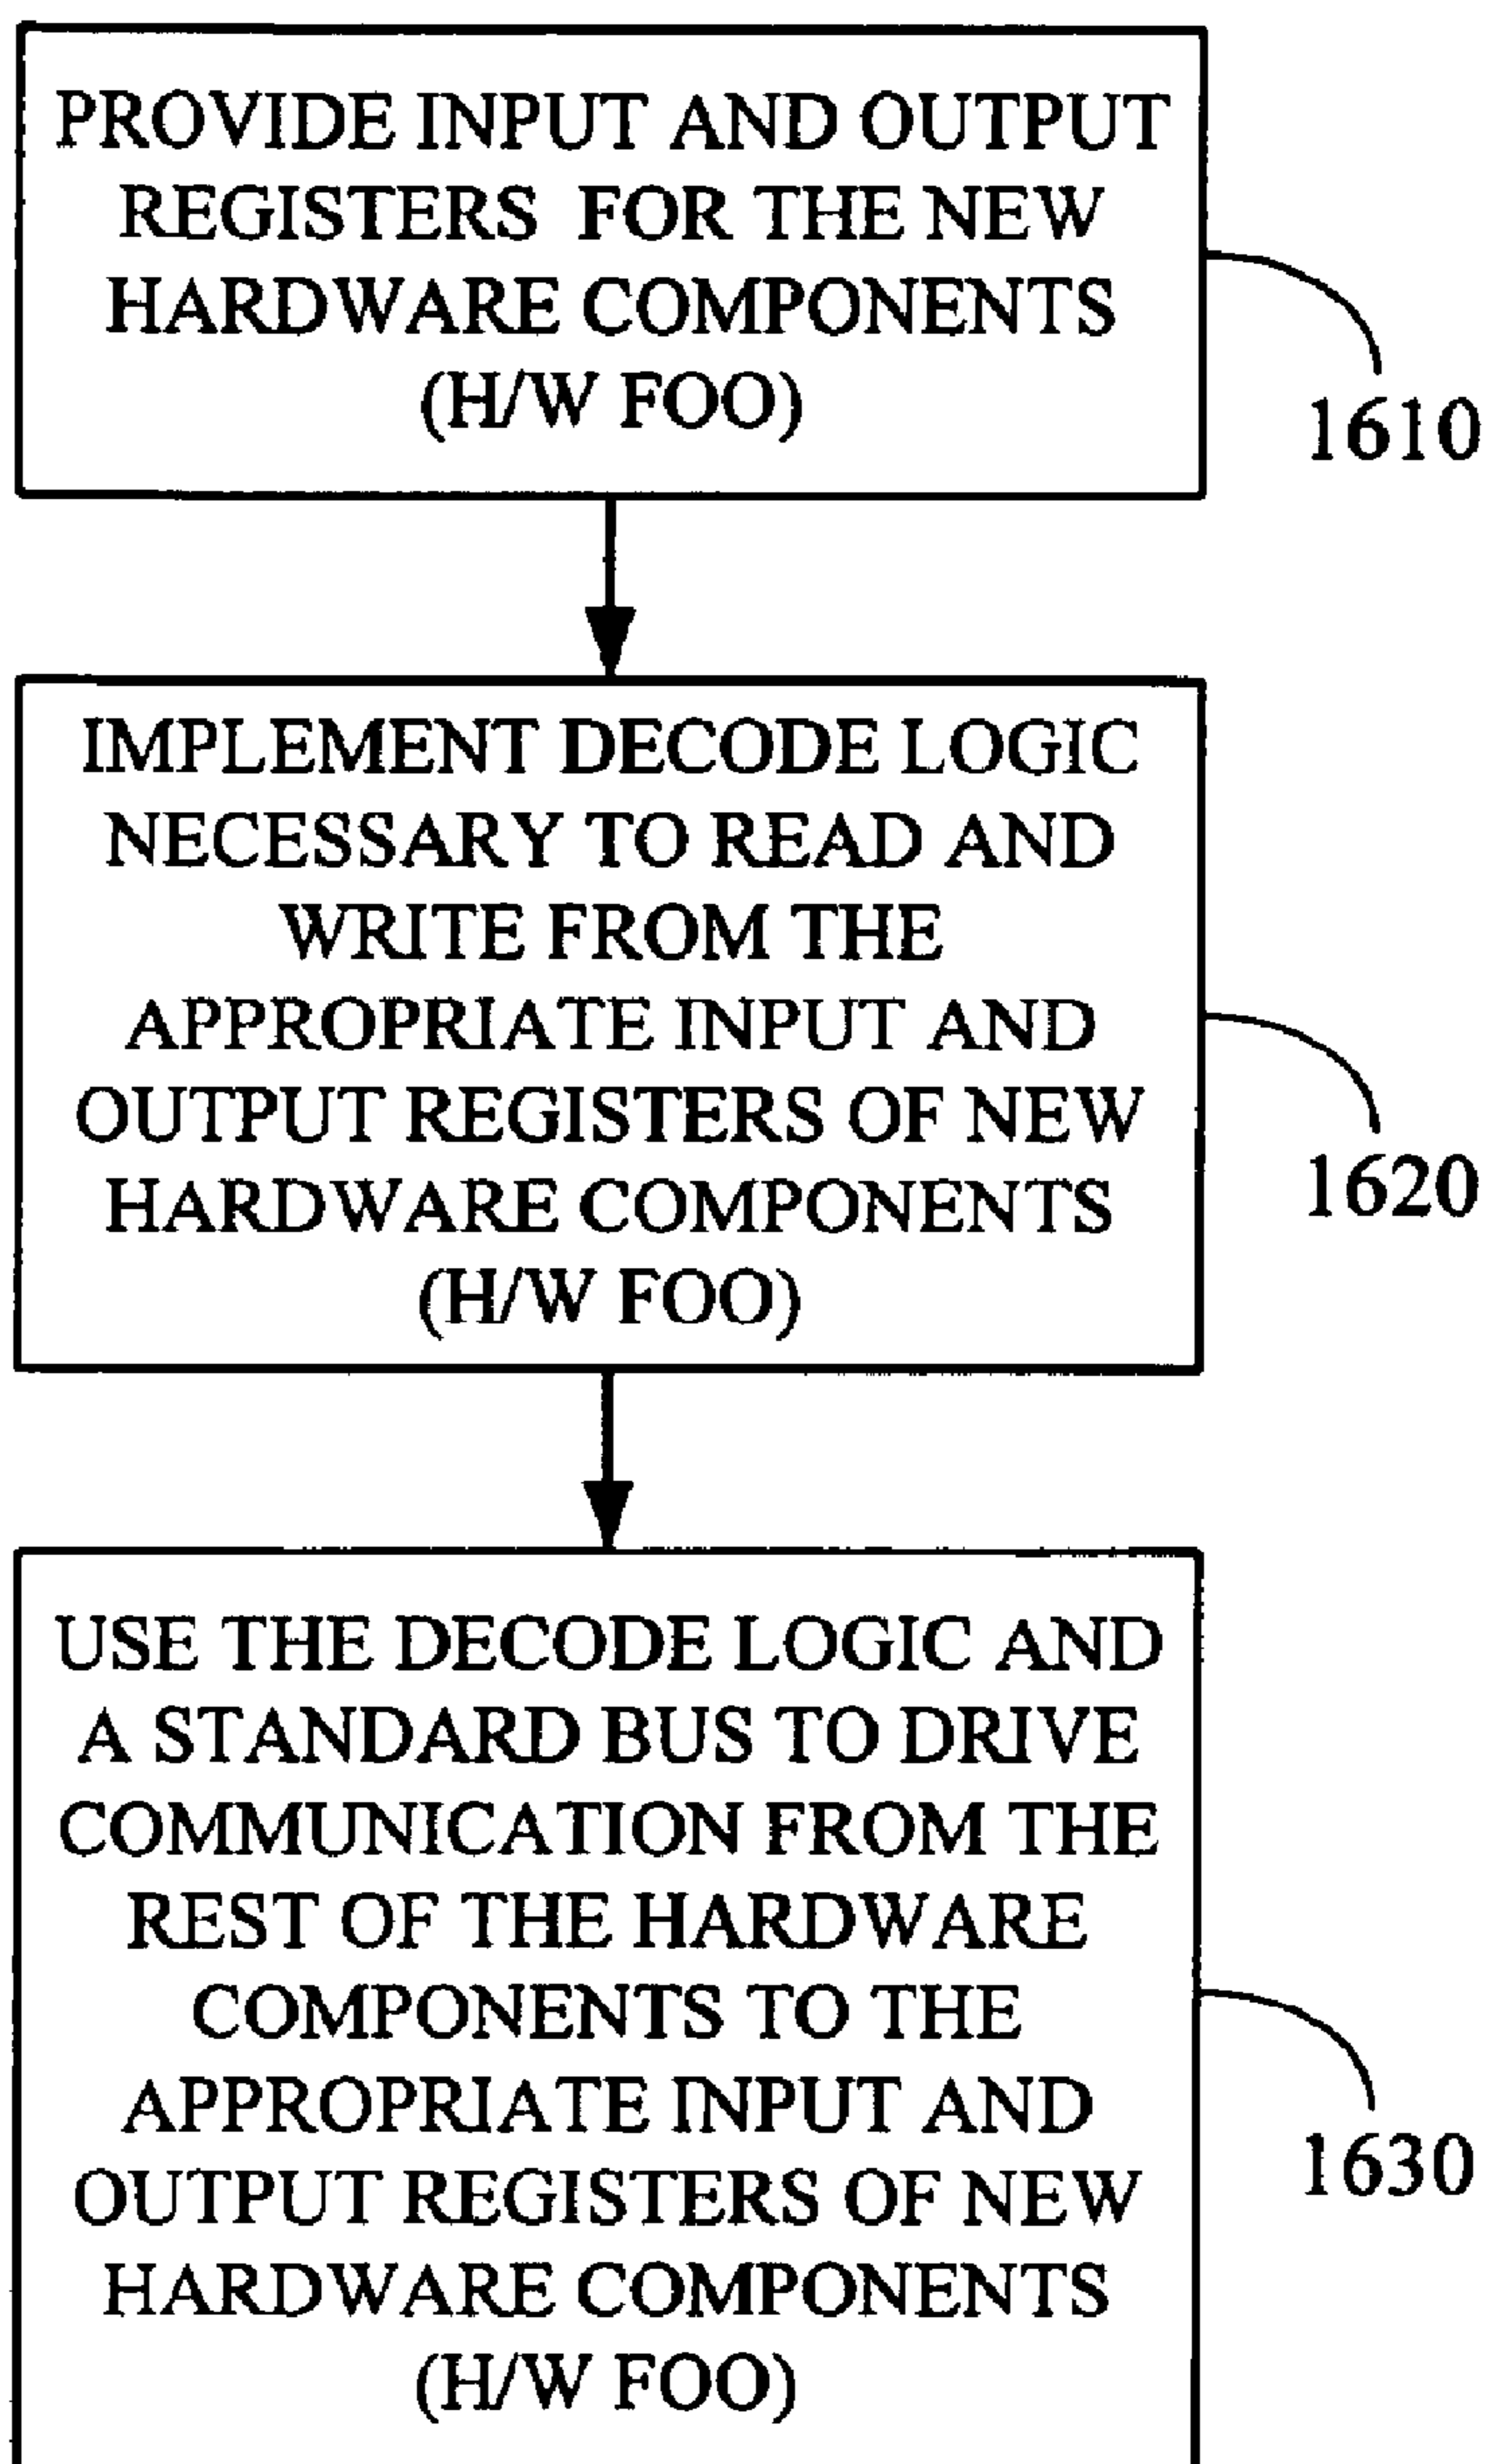 PROVIDE INPUT AND OUTPUT
REGISTERS FOR THE NEW
HARDWARE COMPONENTS
(H/W FOO)
1610
IMPLEMENT DECODE LOGIC
NECESSARY TO READ AND
WRITE FROM THE
APPROPRIATE INPUT AND
OUTPUT REGISTERS OF NEW
HARDWARE COMPONENTS
(H/W FOO)
1620
USE THE DECODE LOGIC AND
A STANDARD BUS TO DRIVE
COMMUNICATION FROM THE
REST OF THE HARDWARE
COMPONENTS TO THE
APPROPRIATE INPUT AND
OUTPUT REGISTERS OF NEW
HARDWARE COMPONENTS
(H/W FOO)
1630